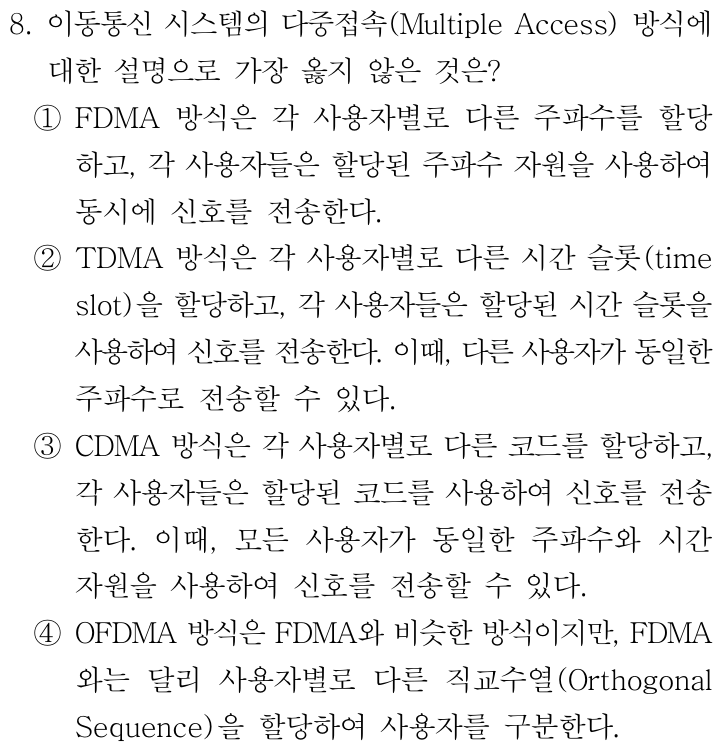 8. 이동통신 시스템의 다중접속(Multiple Access) 방식에
대한 설명으로 가장 옳지 않은 것은?
① FDMA 방식은 각 사용자별로 다른 주파수를 할당
하고, 각 사용자들은 할당된 주파수 자원을 사용하여
동시에 신호를 전송한다.
② TDMA 방식은 각 사용자별로 다른 시간 슬롯(time
slot)을 할당하고, 각 사용자들은 할당된 시간 슬롯을
사용하여 신호를 전송한다. 이때, 다른 사용자가 동일한
주파수로 전송할 수 있다.
③ CDMA 방식은 각 사용자별로 다른 코드를 할당하고,
각 사용자들은 할당된 코드를 사용하여 신호를 전송
한다. 이때, 모든 사용자가 동일한 주파수와 시간
자원을 사용하여 신호를 전송할 수 있다.
④ OFDMA 방식은 FDMA와 비슷한 방식이지만, FDMA
와는 달리 사용자별로 다른 직교수열(Orthogonal
Sequence)을 할당하여 사용자를 구분한다.